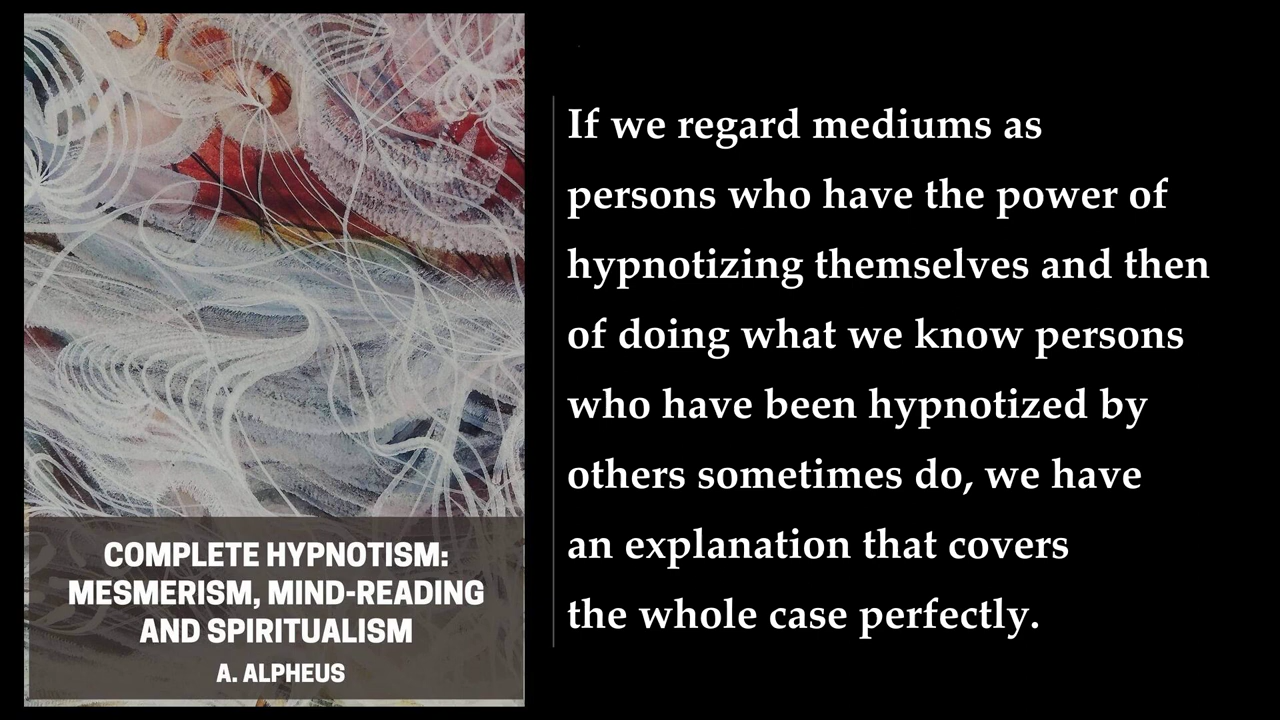 If we regard mediums as
persons who have the power of
hypnotizing themselves and then
of doing what we know persons
who have been hypnotized by
others sometimes do, we have
an explanation that covers
the whole case perfectly.
COMPLETE HYPNOTISM:
MESMERISM, MIND-READING
AND SPIRITUALISM
A. ALPHEUS